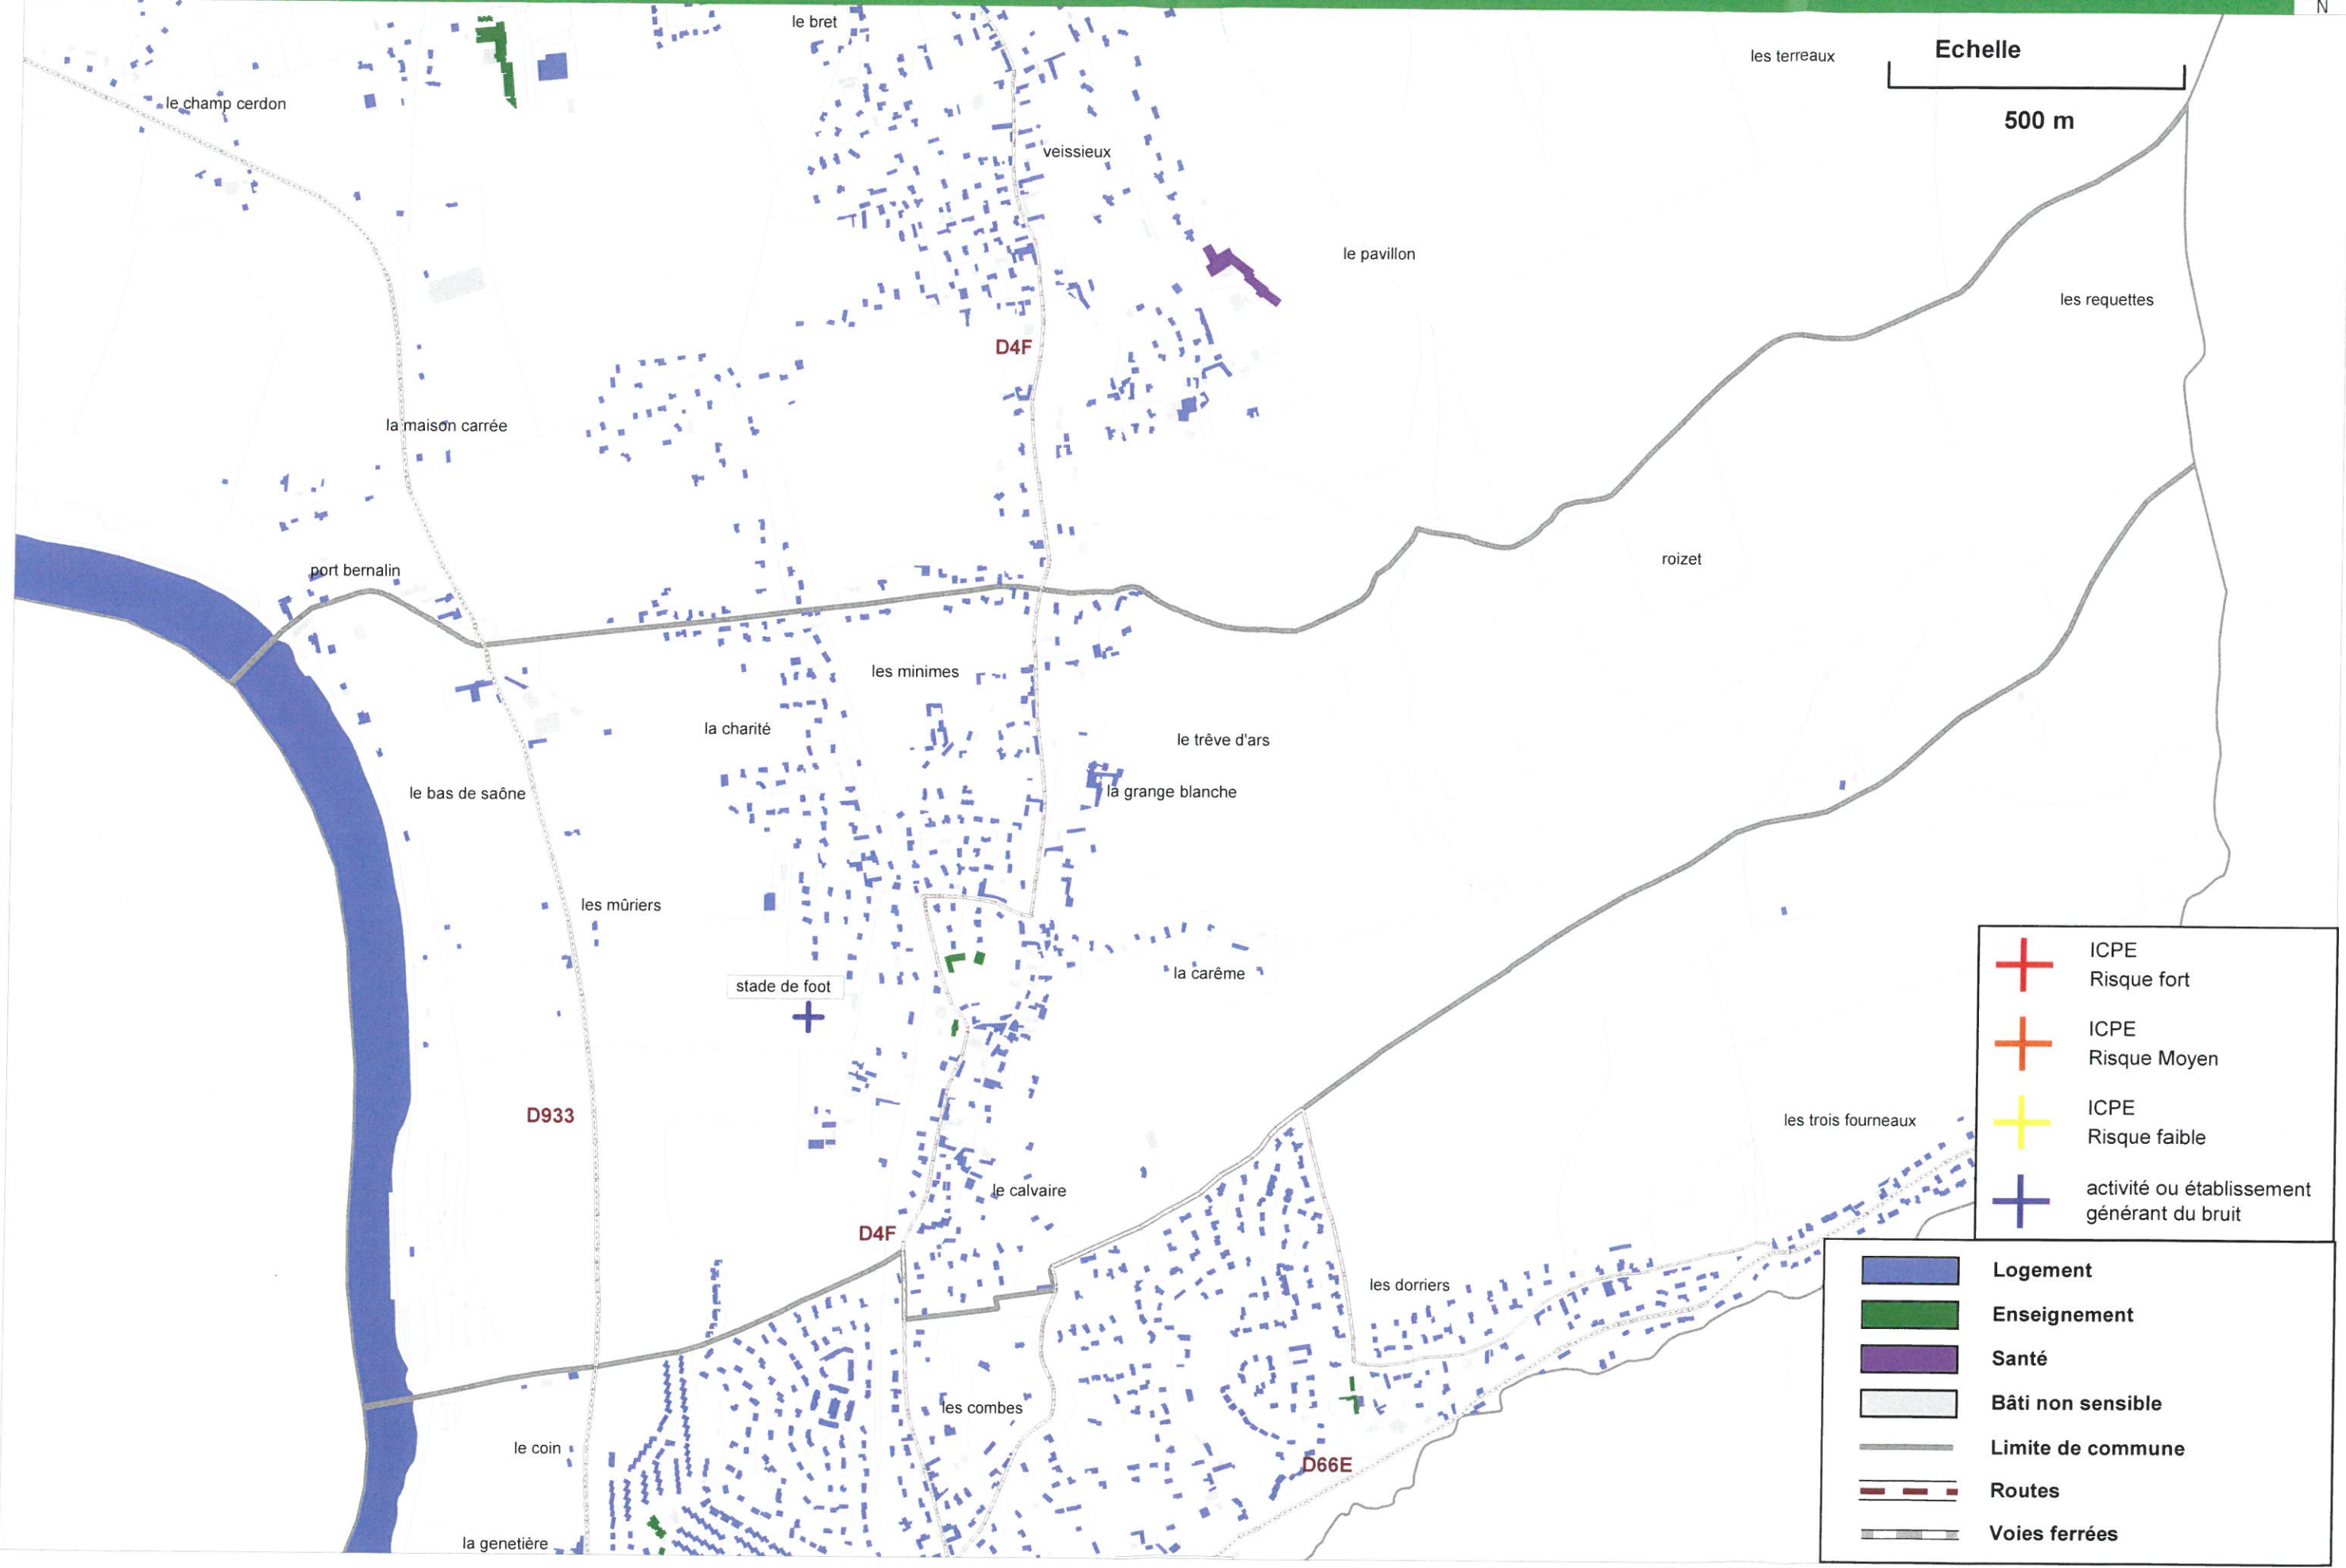 N
le bret
les terreaux
Echelle
500 m
le champ cerdon
veissieux
le pavillon
les requettes
D4F
la maison carrée
port bernalin
roizet
les minimes
la charité
le trêve d'ars
le bas de saône
la grange blanche
les mûriers
stade de foot
la carême
D933
les trois fourneaux
le calvaire
D4F
les dorriers
les combes
le coin
D66E
la genetière
ICPE
Risque fort
ICPE
Risque Moyen
ICPE
Risque faible
activité ou établissement
générant du bruit
Logement
Enseignement
Santé
Bâti non sensible
Limite de commune
Routes
Voies ferrées